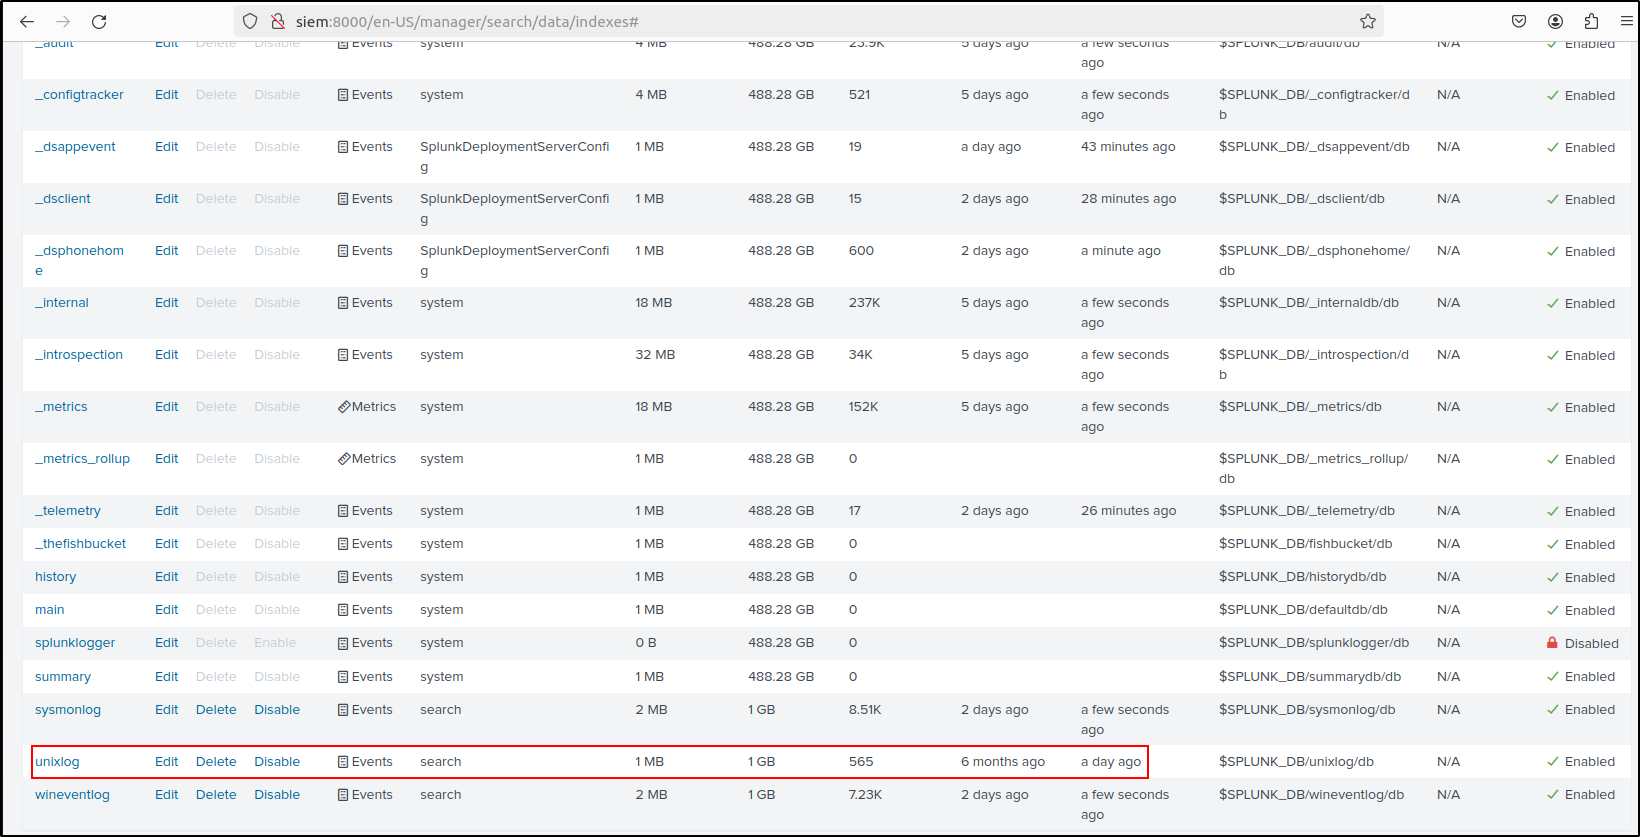 siem:8000/en-US/manager/search/data/indexes#
_audit Edit Delete Disable Events system 4 MB 488.28 GB 23.9K 5 days ago a few seconds ago $SPLUNK_DB/audit/db N/A Enabled
_configtracker Edit Delete Disable Events system 4 MB 488.28 GB 521 5 days ago a few seconds ago $SPLUNK_DB/_configtracker/db N/A Enabled
_dsappevent Edit Delete Disable Events SplunkDeploymentServerConfig 1 MB 488.28 GB 19 a day ago 43 minutes ago $SPLUNK_DB/_dsappevent/db N/A Enabled
_dsclient Edit Delete Disable Events SplunkDeploymentServerConfig 1 MB 488.28 GB 15 2 days ago 28 minutes ago $SPLUNK_DB/_dsclient/db N/A Enabled
_dsphonehome Edit Delete Disable Events SplunkDeploymentServerConfig 1 MB 488.28 GB 600 2 days ago a minute ago $SPLUNK_DB/_dsphonehome/db N/A Enabled
_internal Edit Delete Disable Events system 18 MB 488.28 GB 237K 5 days ago a few seconds ago $SPLUNK_DB/_internaldb/db N/A Enabled
_introspection Edit Delete Disable Events system 32 MB 488.28 GB 34K 5 days ago a few seconds ago $SPLUNK_DB/_introspection/db N/A Enabled
_metrics Edit Delete Disable Metrics system 18 MB 488.28 GB 152K 5 days ago a few seconds ago $SPLUNK_DB/_metrics/db N/A Enabled
_metrics_rollup Edit Delete Disable Metrics system 1 MB 488.28 GB 0 $SPLUNK_DB/_metrics_rollup/db N/A Enabled
_telemetry Edit Delete Disable Events system 1 MB 488.28 GB 17 2 days ago 26 minutes ago $SPLUNK_DB/_telemetry/db N/A Enabled
_thefishbucket Edit Delete Disable Events system 1 MB 488.28 GB 0 $SPLUNK_DB/fishbucket/db N/A Enabled
history Edit Delete Disable Events system 1 MB 488.28 GB 0 $SPLUNK_DB/historydb/db N/A Enabled
main Edit Delete Disable Events system 1 MB 488.28 GB 0 $SPLUNK_DB/defaultdb/db N/A Enabled
splunklogger Edit Delete Enable Events system 0 B 488.28 GB 0 $SPLUNK_DB/splunklogger/db N/A Disabled
summary Edit Delete Disable Events system 1 MB 488.28 GB 0 $SPLUNK_DB/summarydb/db N/A Enabled
sysmonlog Edit Delete Disable Events search 2 MB 1 GB 8.51K 2 days ago a few seconds ago $SPLUNK_DB/sysmonlog/db N/A Enabled
unixlog Edit Delete Disable Events search 1 MB 1 GB 565 6 months ago a day ago $SPLUNK_DB/unixlog/db N/A Enabled
wineventlog Edit Delete Disable Events search 2 MB 1 GB 7.23K 2 days ago a few seconds ago $SPLUNK_DB/wineventlog/db N/A Enabled